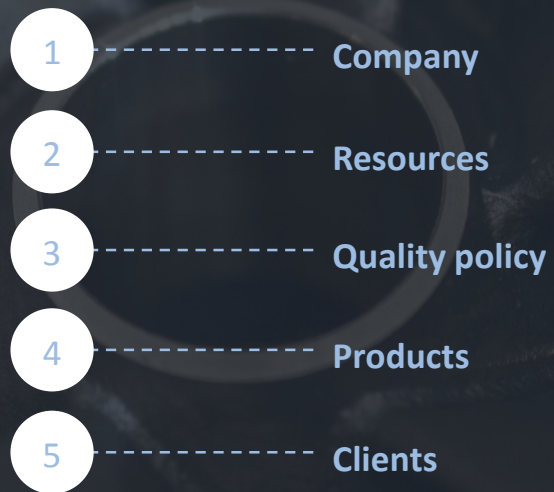 1 Company
2 Resources
3 Quality policy
4 Products
5 Clients